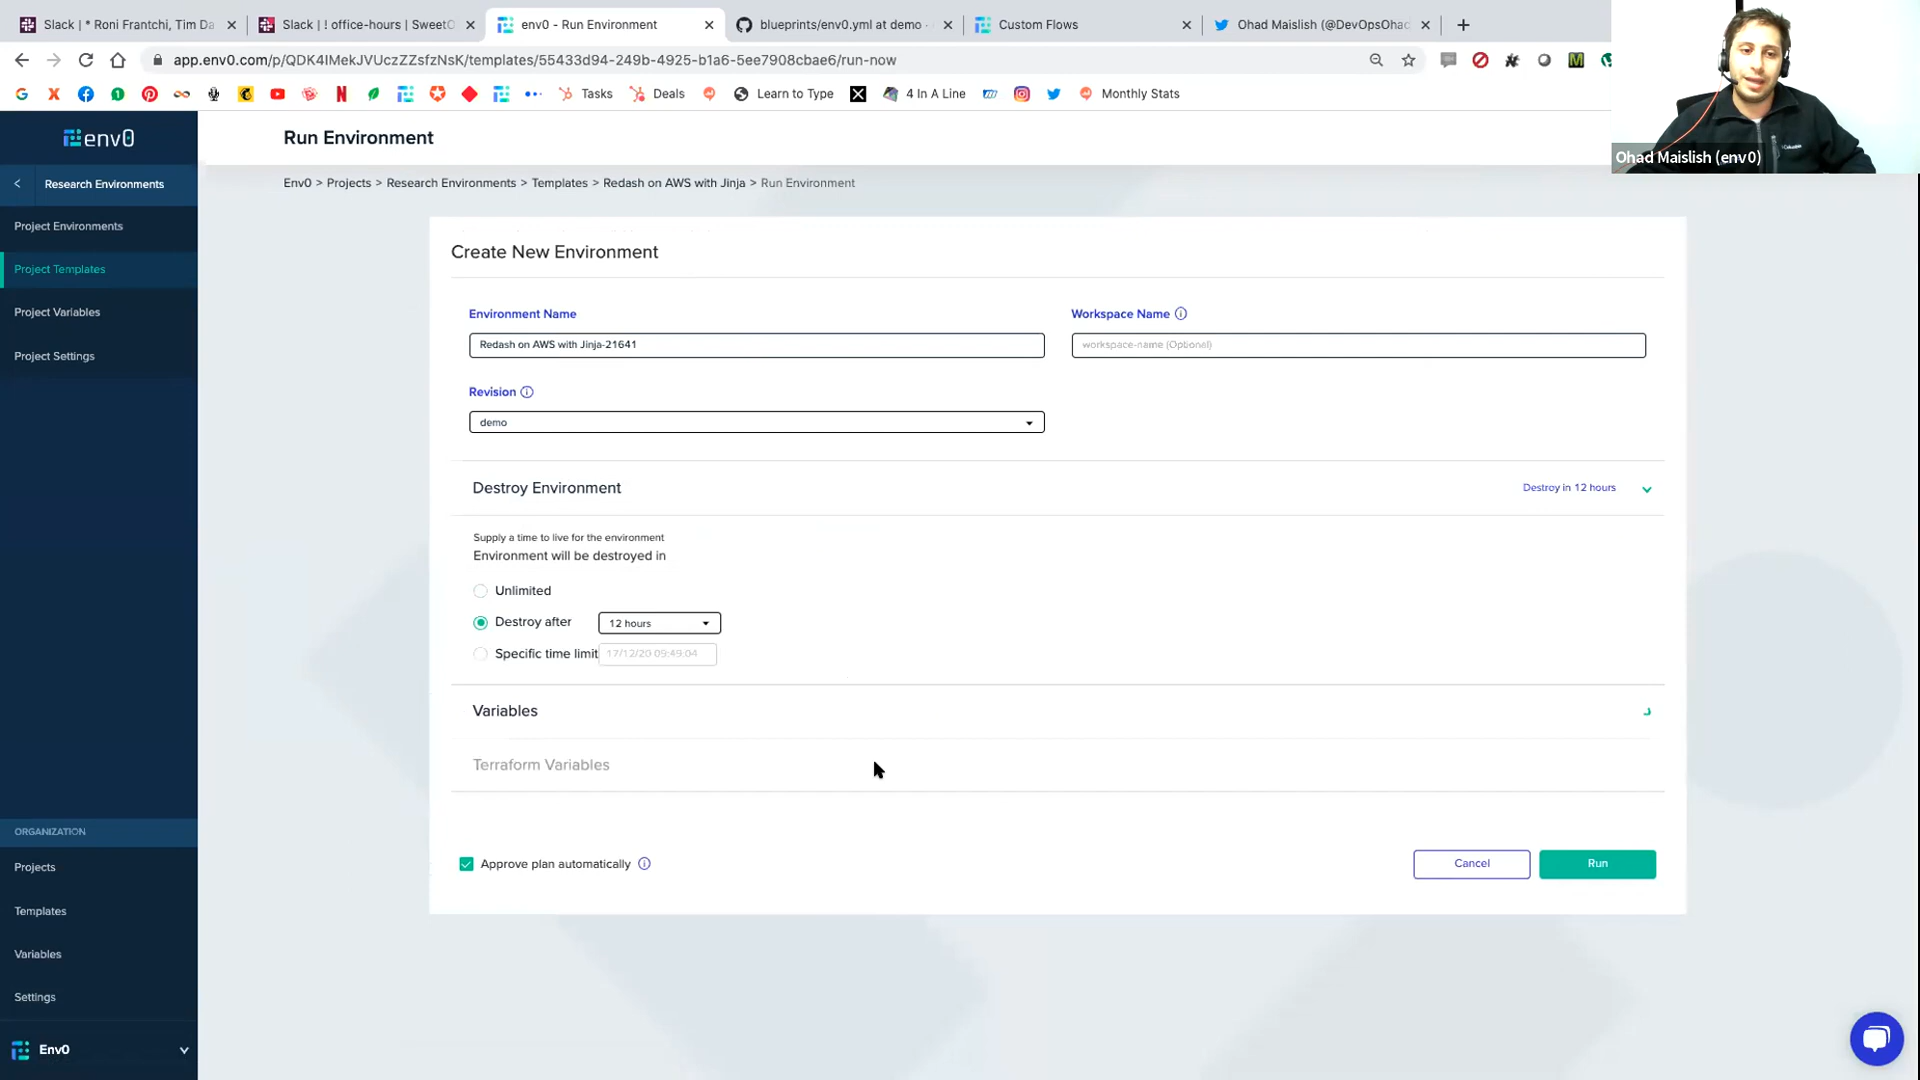 Slack | * Roni Frantchi, Tim Da
Slack | ! office-hours | SweetO
env0 - Run Environment
blueprints/env0.yml at demo ·
Custom Flows
Ohad Maislish (@DevOpsOhad
app.env0.com/p/QDK4IMekJVUczZZsfzNsK/templates/55433d94-249b-4925-b1a6-5ee7908cbae6/run-now
Tasks
Deals
Learn to Type
4 In A Line
Monthly Stats
Ohad Maislish (env0)
env0
Run Environment
Research Environments
Env0 > Projects > Research Environments > Templates > Redash on AWS with Jinja > Run Environment
Project Environments
Project Templates
Project Variables
Project Settings
Create New Environment
Environment Name
Workspace Name
Redash on AWS with Jinja-21641
workspace-name (Optional)
Revision
demo
Destroy Environment
Destroy in 12 hours
Supply a time to live for the environment
Environment will be destroyed in
Unlimited
Destroy after
12 hours
Specific time limit
17/12/20 09:49:04
Variables
Terraform Variables
Approve plan automatically
Cancel
Run
ORGANIZATION
Projects
Templates
Variables
Settings
Env0